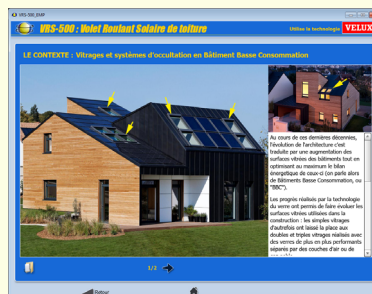 VRS-500_ENP
VRS-500 : Volet Roulant Solaire de toiture
Utilise la technologie VELUX
LE CONTEXTE : Vitrages et systèmes d'occultation en Bâtiment Basse Consommation
Au cours de ces dernières décennies,
l'évolution de l'architecture c'est
traduite par une augmentation des
surfaces vitrées des bâtiments tout en
optimisant au maximum le bilan
énergétique de ceux-ci (on parle alors
de Bâtiments Basse Consommation, ou
"BBC").
Les progrès réalisés par la technologie
du verre ont permis de faire évoluer les
surfaces vitrées utilisées dans la
construction : les simples vitrages
d'autrefois ont laissé la place aux
doubles et triples vitrages réalisés avec
des verres de plus en plus performants
séparés par des couches d'air ou de
1/2
Retour